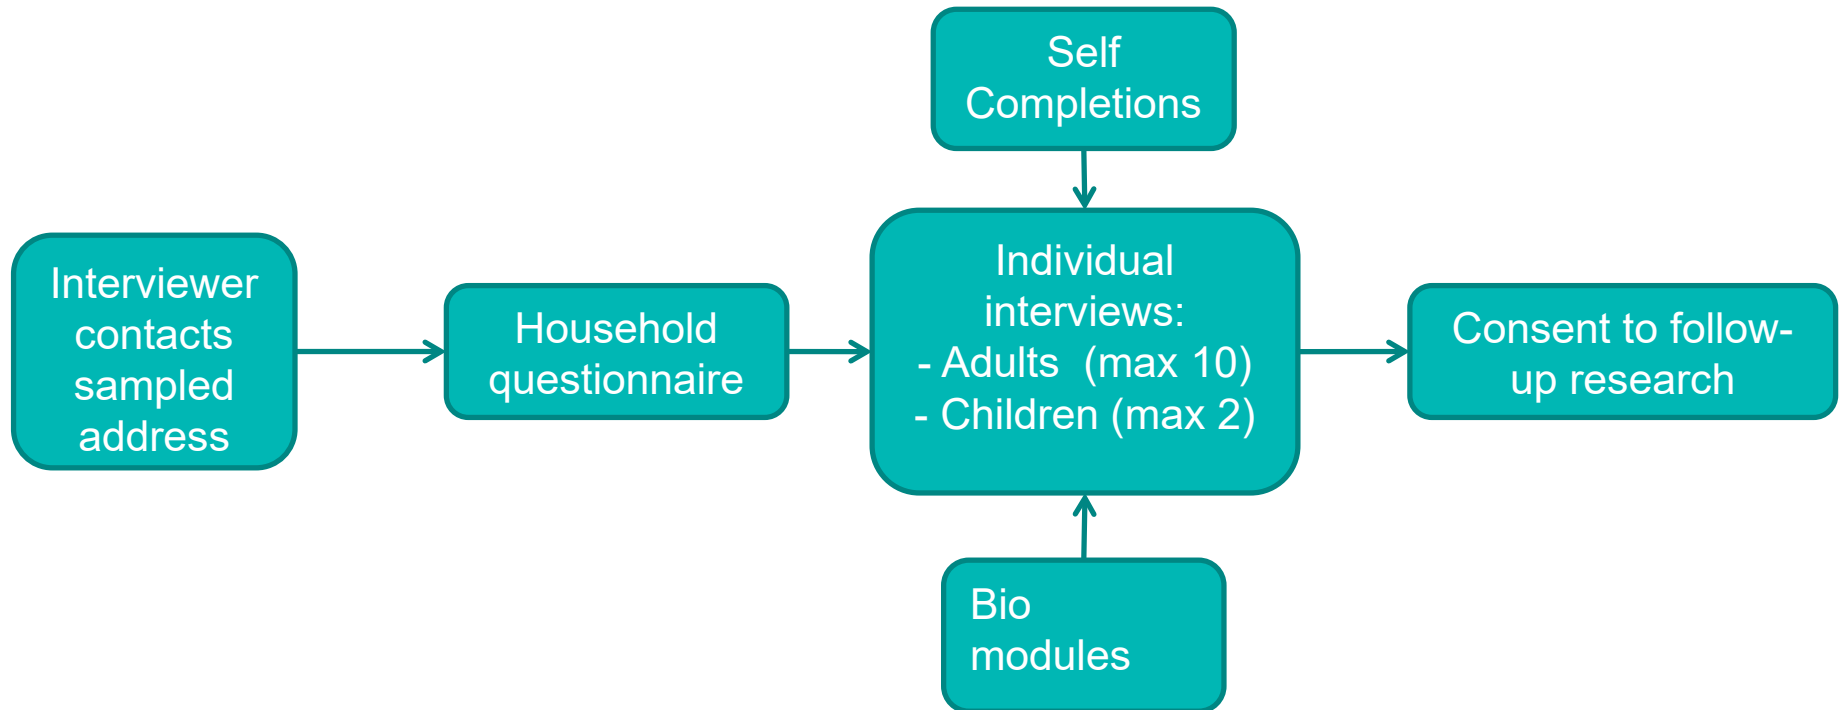 Self
Completions
Interviewer
contacts
sampled
address
Household
questionnaire
Individual
interviews:
- Adults  (max 10)
- Children (max 2)
Consent to follow-
up research
Bio
modules